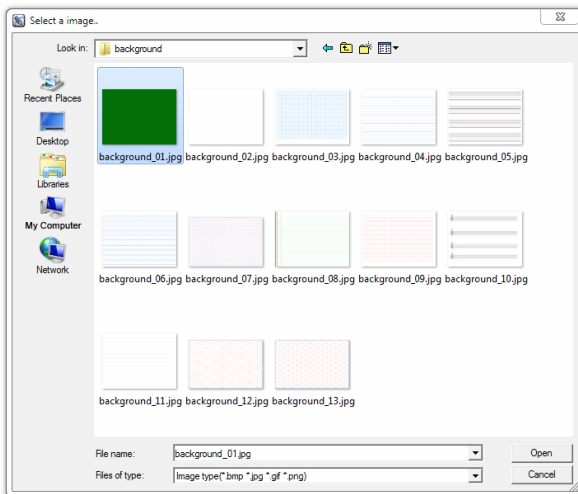 Select a image..
Look in: background
Recent Places
Desktop
Libraries
My Computer
Network
background_01.jpg background_02.jpg background_03.jpg background_04.jpg background_05.jpg
background_06.jpg background_07.jpg background_08.jpg background_09.jpg background_10.jpg
background_11.jpg background_12.jpg background_13.jpg
File name: background_01.jpg Open
Files of type: Image type(*.bmp *.jpg *.gif *.png) Cancel